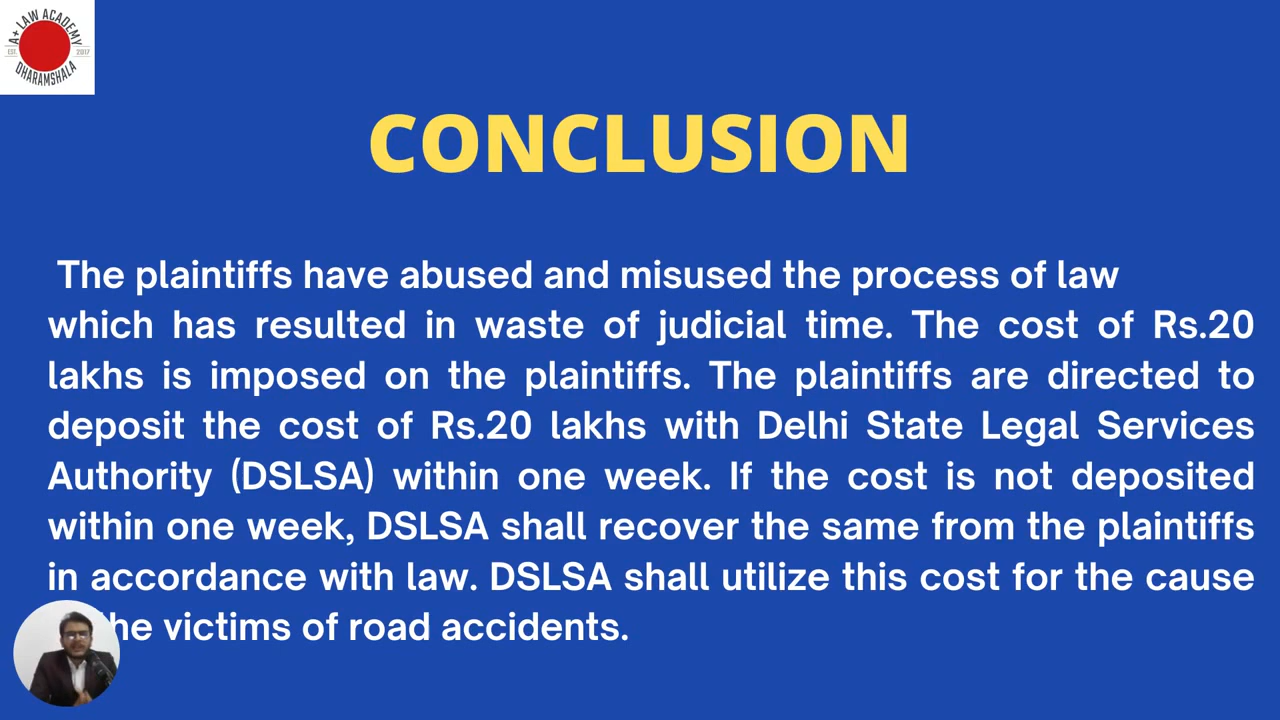 A+ LAW ACADEMY
EST. 2017
DHARAMSHALA
CONCLUSION
The plaintiffs have abused and misused the process of law
which has resulted in waste of judicial time. The cost of Rs.20
lakhs is imposed on the plaintiffs. The plaintiffs are directed to
deposit the cost of Rs.20 lakhs with Delhi State Legal Services
Authority (DSLSA) within one week. If the cost is not deposited
within one week, DSLSA shall recover the same from the plaintiffs
in accordance with law. DSLSA shall utilize this cost for the cause
the victims of road accidents.